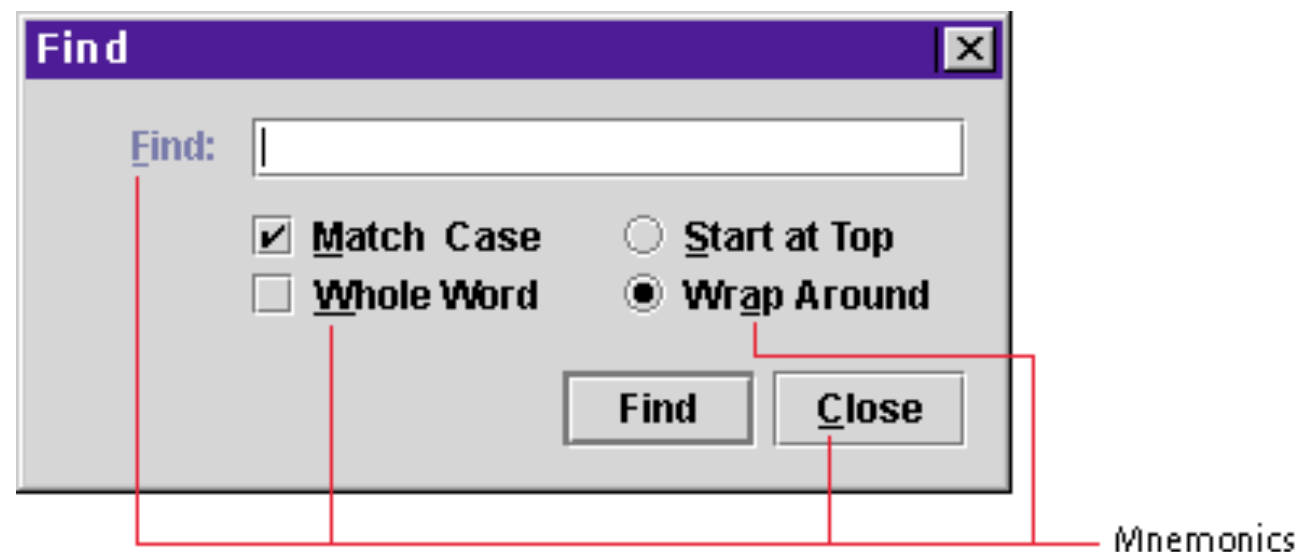 Find
Find:
Match Case
Start at Top
Whole Word
Wrap Around
Find
Close
Mnemonics